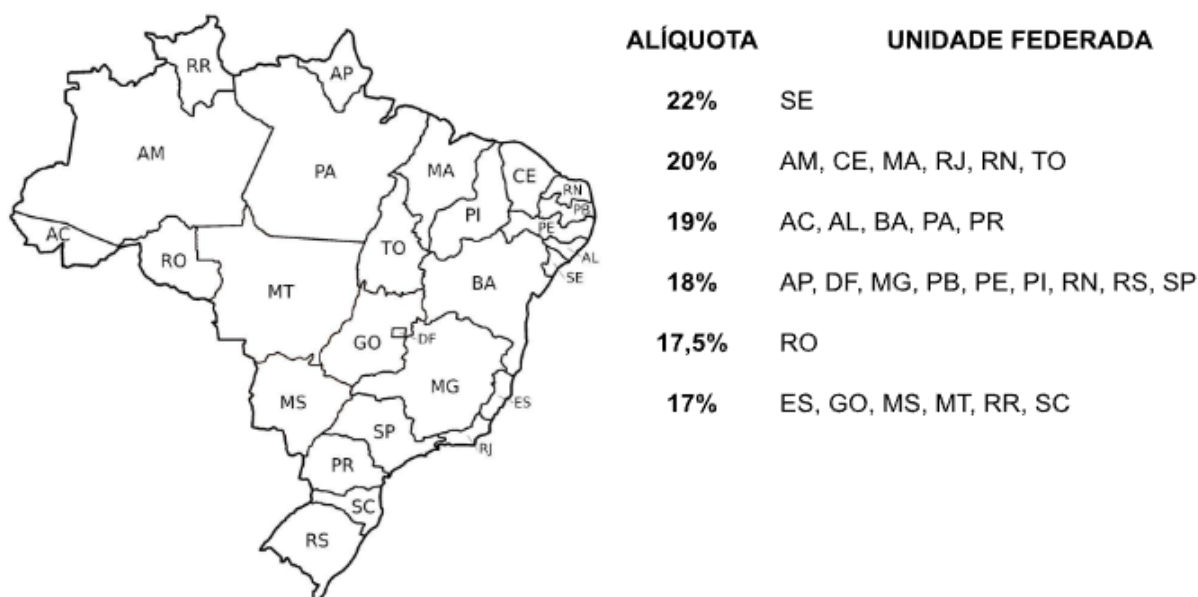 RR
AP
AM
PA
MA
CE
RN
PB
PI
PE
AC
TO
AL
RO
SE
BA
MT
GO
DF
MG
MS
ES
SP
RJ
PR
SC
RS
ALÍQUOTA UNIDADE FEDERADA
22% SE
20% AM, CE, MA, RJ, RN, TO
19% AC, AL, BA, PA, PR
18% AP, DF, MG, PB, PE, PI, RN, RS, SP
17,5% RO
17% ES, GO, MS, MT, RR, SC